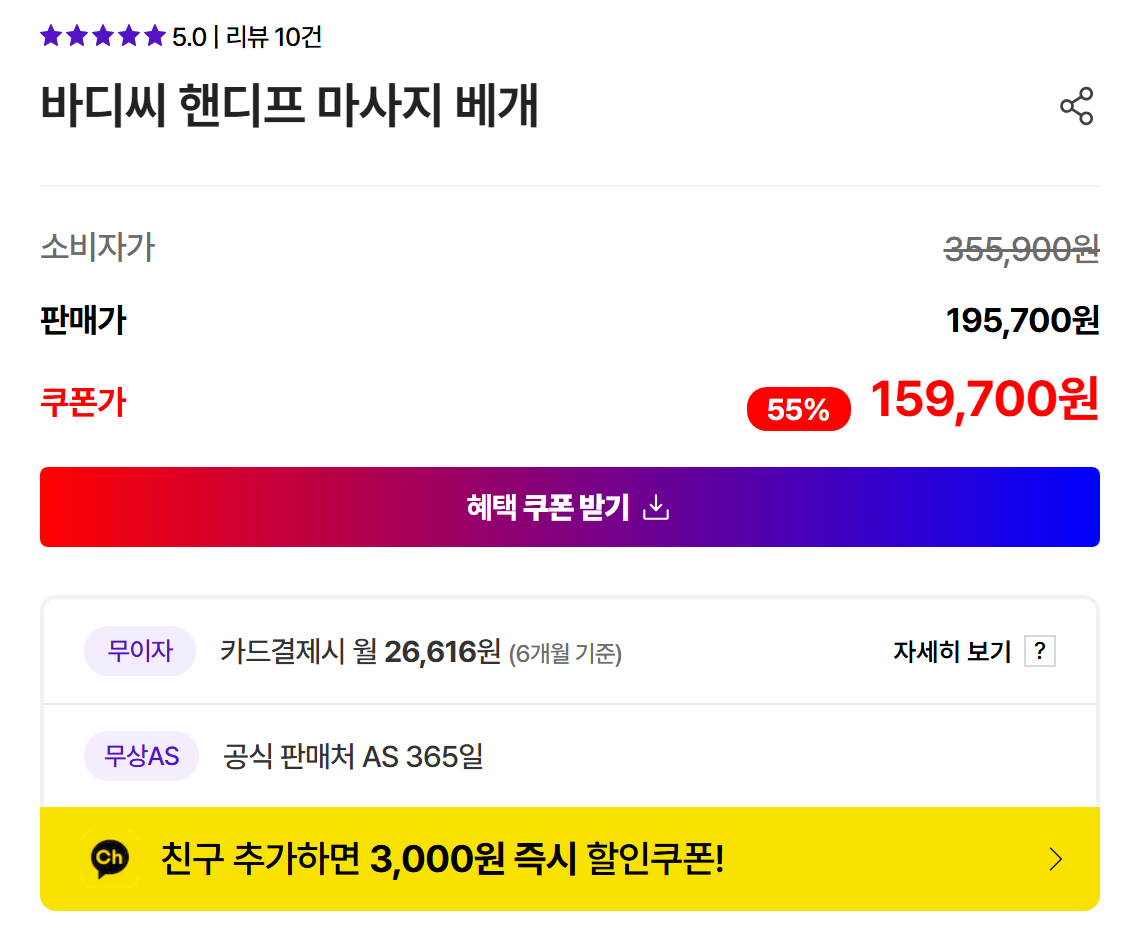 ★★★★★ 5.0 | 리뷰 10건
바디씨 핸디프 마사지 베개
소비자가 355,900원
판매가 195,700원
쿠폰가 55% 159,700원
혜택 쿠폰 받기
무이자 카드결제시 월 26,616원 (6개월 기준) 자세히 보기 ?
무상AS 공식 판매처 AS 365일
Ch 친구 추가하면 3,000원 즉시 할인쿠폰!